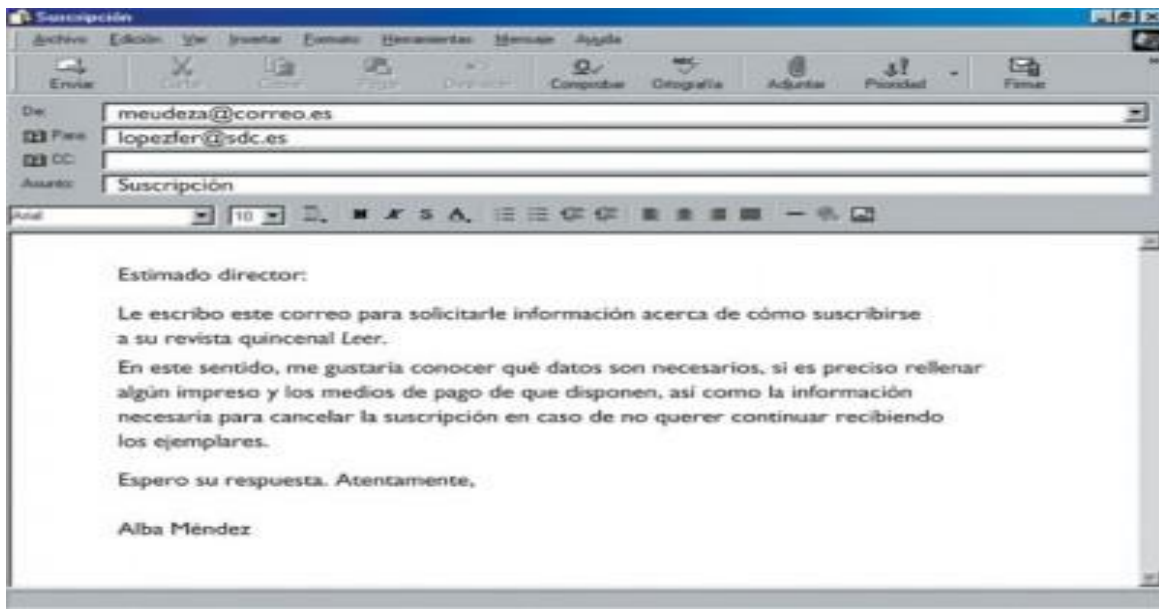 Suscripción
Archivo Edición Ver Insertar Formato Herramientas Mensaje Ayuda
Enviar Cortar Copiar Pegar Deshacer Comprobar Ortografía Adjuntar Prioridad Firmar
De: meudeza@correo.es
Para: lopezfer@sdc.es
CC:
Asunto: Suscripción
Arial 10
Estimado director:
Le escribo este correo para solicitarle información acerca de cómo suscribirse
a su revista quincenal Leer.
En este sentido, me gustaría conocer qué datos son necesarios, si es preciso rellenar
algún impreso y los medios de pago de que disponen, así como la información
necesaria para cancelar la suscripción en caso de no querer continuar recibiendo
los ejemplares.
Espero su respuesta. Atentamente,
Alba Méndez